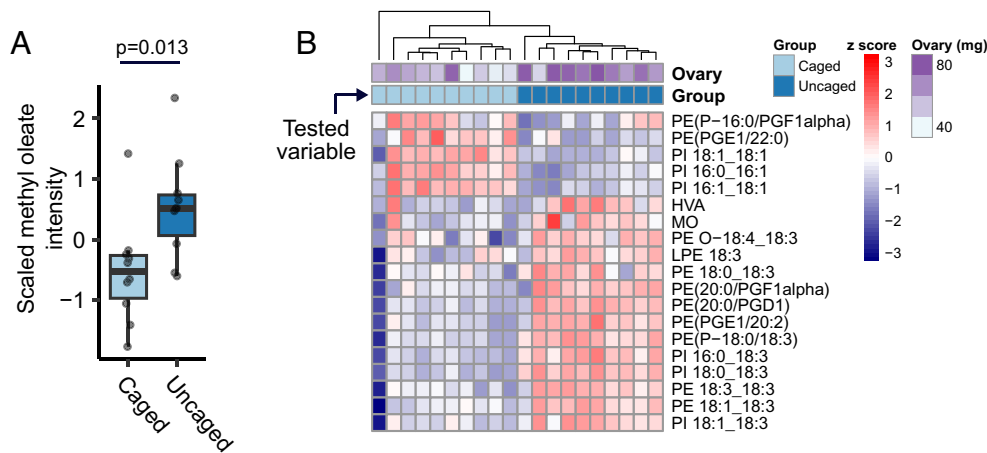 A
p=0.013
Scaled methyl oleate
intensity
2
1
0
−1
Caged
Uncaged
B
Tested
variable
Ovary
Group
PE(P−16:0/PGF1alpha)
PE(PGE1/22:0)
PI 18:1_18:1
PI 16:0_16:1
PI 16:1_18:1
HVA
MO
PE O−18:4_18:3
LPE 18:3
PE 18:0_18:3
PE(20:0/PGF1alpha)
PE(20:0/PGD1)
PE(PGE1/20:2)
PE(P−18:0/18:3)
PI 16:0_18:3
PI 18:0_18:3
PE 18:3_18:3
PE 18:1_18:3
PI 18:1_18:3
Group
Caged
Uncaged
z score
3
2
1
0
−1
−2
−3
Ovary (mg)
80
40